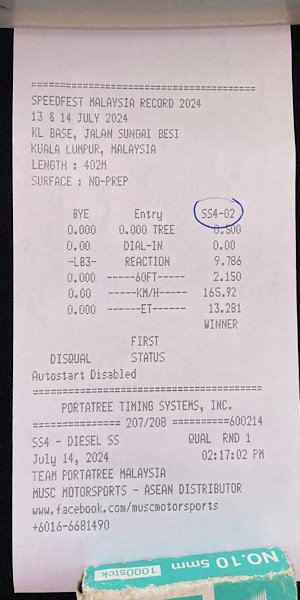 ==================================
SPEEDFEST MALAYSIA RECORD 2024
13 & 14 JULY 2024
KL BASE, JALAN SUNGAI BESI
KUALA LUMPUR, MALAYSIA
LENGTH : 402M
SURFACE : NO-PREP
BYE Entry SS4-02
0.000 0.000 TREE 0.500
0.00 DIAL-IN 0.00
-LB3- REACTION 9.786
0.000 -----60FT----- 2.150
0.00 -----KM/H----- 165.92
0.000 ------ET------ 13.281
WINNER
FIRST
DISQUAL STATUS
Autostart Disabled
==================================
PORTATREE TIMING SYSTEMS, INC.
============== 207/208 ==========600214
SS4 - DIESEL SS QUAL RND 1
July 14, 2024 02:17:02 PM
TEAM PORTATREE MALAYSIA
MUSC MOTORSPORTS - ASEAN DISTRIBUTOR
www.facebook.com/muscmotorsports
+6016-6681490
NO.10 5mm
1000stck.